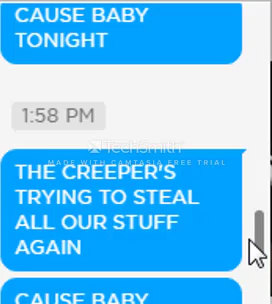 CAUSE BABY
TONIGHT
1:58 PM
TechSmith
MADE WITH CAMTASIA FREE TRIAL
THE CREEPER'S
TRYING TO STEAL
ALL OUR STUFF
AGAIN
CAUSE BABY